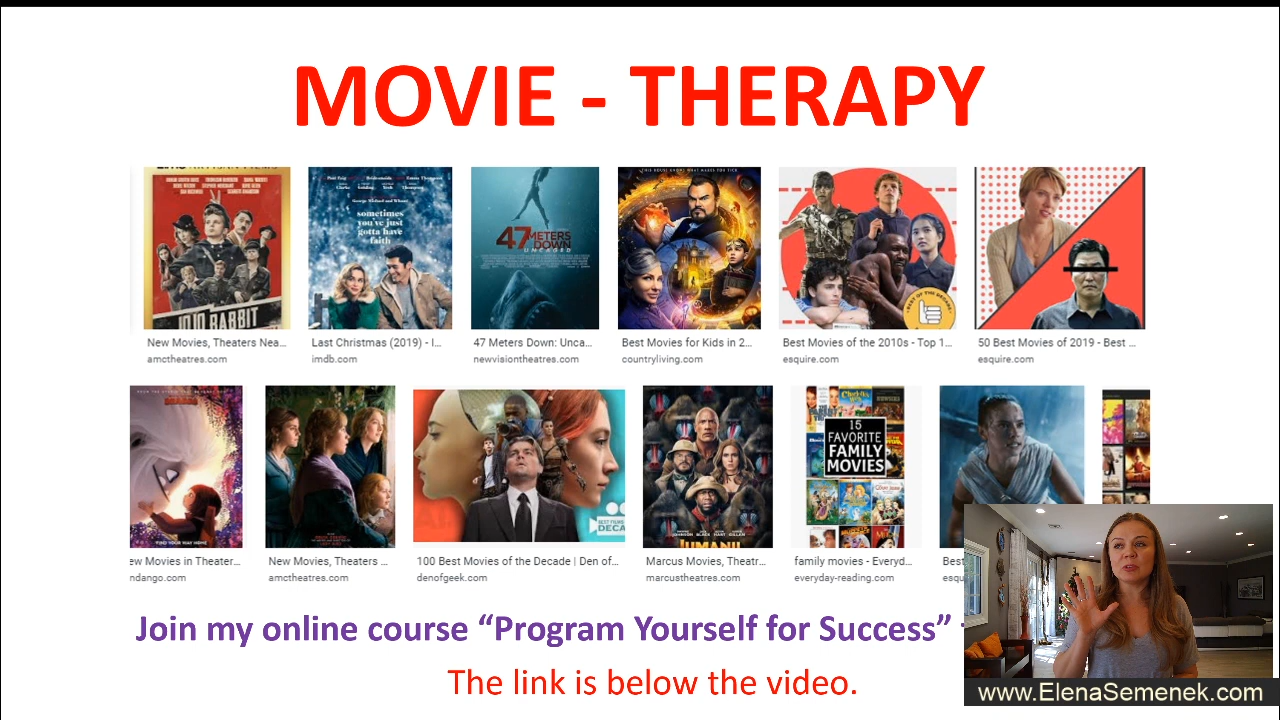 MOVIE - THERAPY
JOJO RABBIT
sometimes
you've just
gotta have
faith
47 METERS
DOWN
UNCAGED
New Movies, Theaters Nea...
amctheatres.com
Last Christmas (2019) - I...
imdb.com
47 Meters Down: Unca...
newvisiontheatres.com
Best Movies for Kids in 2...
countryliving.com
Best Movies of the 2010s - Top 1...
esquire.com
50 Best Movies of 2019 - Best ...
esquire.com
15
FAVORITE
FAMILY
MOVIES
ew Movies in Theater...
ndango.com
New Movies, Theaters ...
amctheatres.com
100 Best Movies of the Decade | Den of...
denofgeek.com
Marcus Movies, Theatr...
marcustheatres.com
family movies - Everyd...
everyday-reading.com
Best
esqu
Join my online course “Program Yourself for Success”
The link is below the video.
www.ElenaSemenek.com